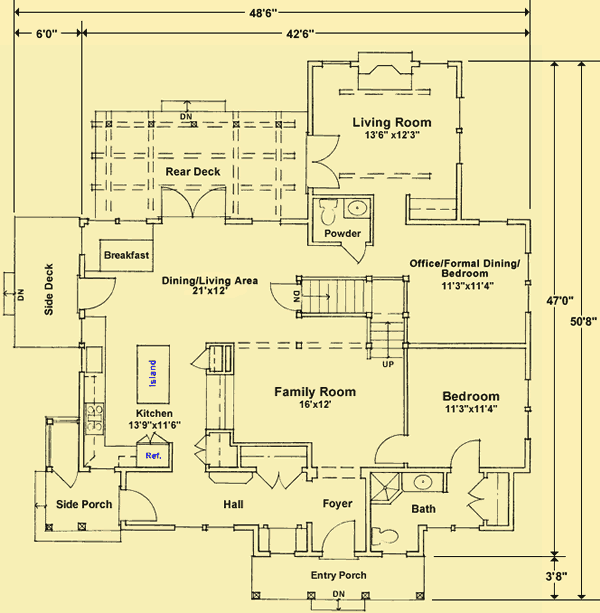 48'6"
6'0"
42'6"
DN
Living Room
13'6" x12'3"
Rear Deck
Powder
Breakfast
Side Deck
DN
Dining/Living Area
21'x12'
DN
Office/Formal Dining/
Bedroom
11'3"x11'4"
47'0"
50'8"
UP
Island
Family Room
16'x12'
Bedroom
11'3"x11'4"
Kitchen
13'9"x11'6"
Ref.
Side Porch
Hall
Foyer
Bath
Entry Porch
DN
3'8"